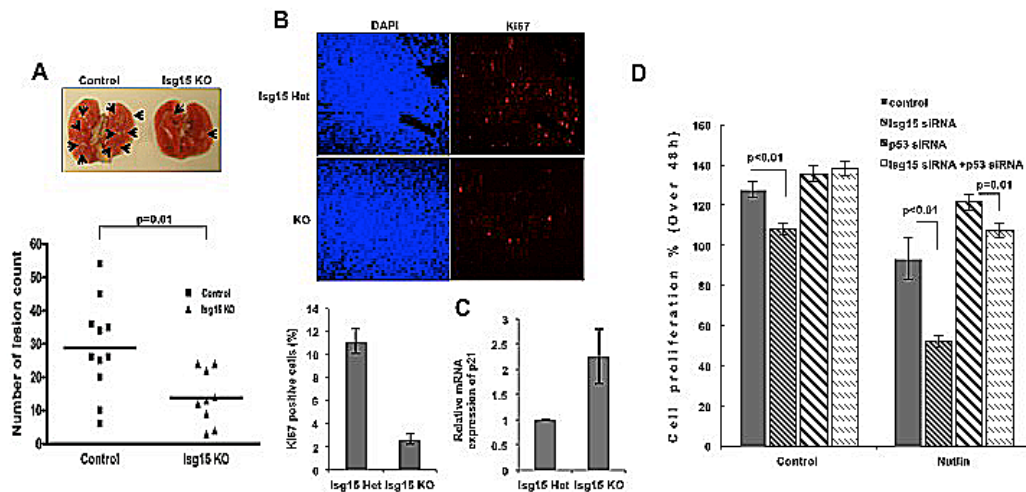 A
Control Isg15 KO
p=0.01
Number of lesion count
60
50
40
30
20
10
0
Control
Isg15 KO
Control Isg15 KO
B
DAPI Ki67
Isg15 Het
KO
Ki67 positive cells (%)
14
12
10
8
6
4
2
0
Isg15 Het Isg15 KO
C
Relative mRNA
expression of p21
3
2.5
2
1.5
1
0.5
0
Isg15 Het Isg15 KO
D
control
Isg15 siRNA
p53 siRNA
Isg15 siRNA +p53 siRNA
Cell proliferation % (Over 48h)
160
140
120
100
80
60
40
20
0
p<0.01
p<0.01
p=0.01
Control Nutlin